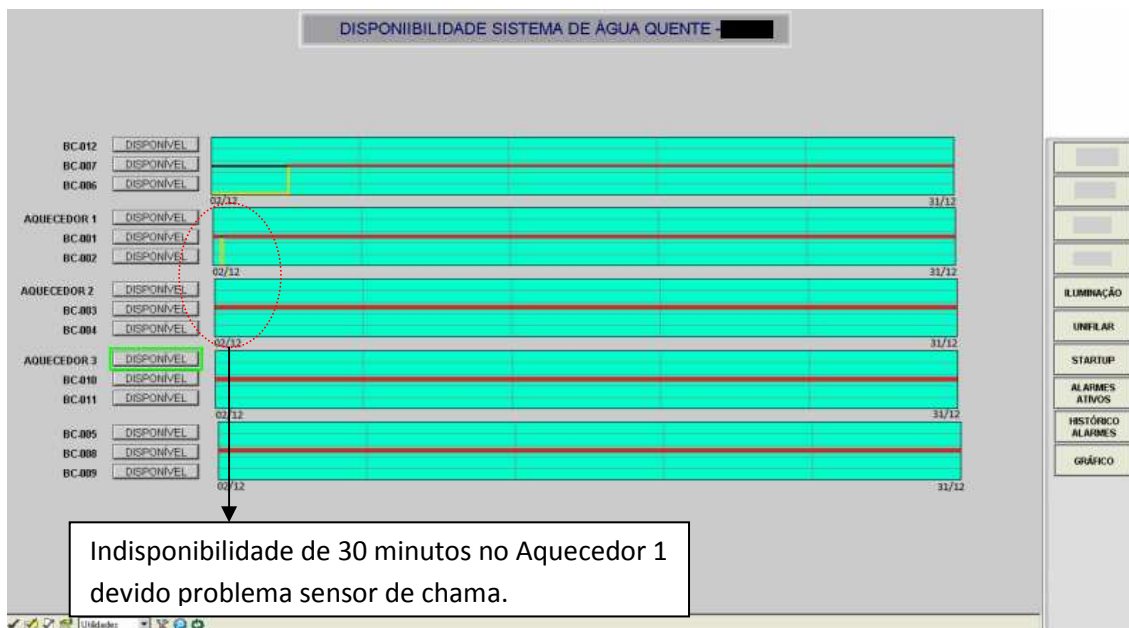 DISPONIIBILIDADE SISTEMA DE ÁGUA QUENTE -
BC-012 DISPONÍVEL
BC-007 DISPONÍVEL
BC-006 DISPONÍVEL
02/12 31/12
AQUECEDOR 1 DISPONÍVEL
BC-001 DISPONÍVEL
BC-002 DISPONÍVEL
02/12 31/12
AQUECEDOR 2 DISPONÍVEL
BC-003 DISPONÍVEL
BC-004 DISPONÍVEL
02/12 31/12
AQUECEDOR 3 DISPONÍVEL
BC-010 DISPONÍVEL
BC-011 DISPONÍVEL
02/12 31/12
BC-005 DISPONÍVEL
BC-008 DISPONÍVEL
BC-009 DISPONÍVEL
02/12 31/12
ILUMINAÇÃO
UNIFILAR
STARTUP
ALARMES
ATIVOS
HISTÓRICO
ALARMES
GRÁFICO
Indisponibilidade de 30 minutos no Aquecedor 1
devido problema sensor de chama.
Utilidades